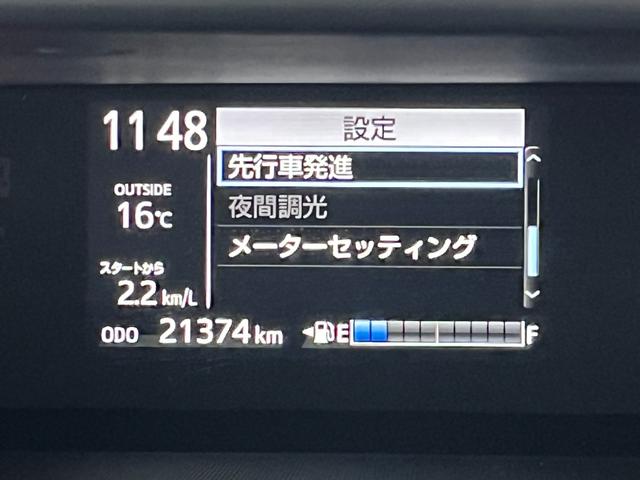 11 48
設定
先行車発進
夜間調光
メーターセッティング
OUTSIDE
16℃
スタートから
2.2 km/L
ODO 21374 km
E F